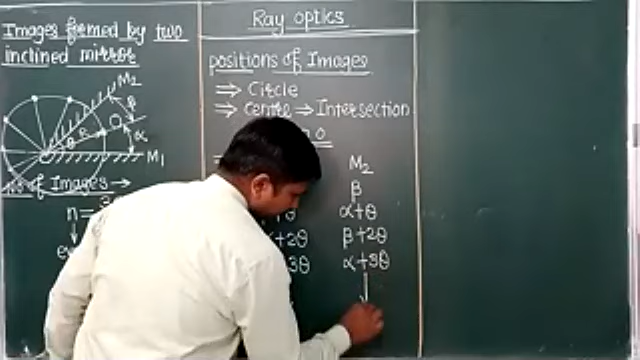 Images formed by two
inclined mirror
M2
β
O
R
θ
α
M1
of Images →
n =
Ray optics
positions of Images
⇒ Circle
⇒ Centre ⇒ Intersection
O
M2
β
α+θ
+2θ β+2θ
3θ α+3θ